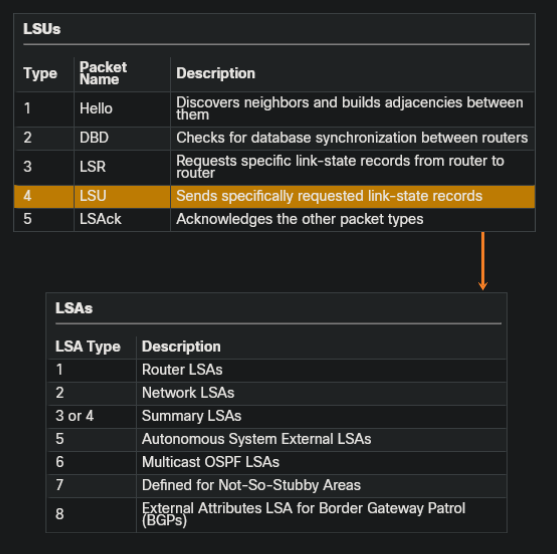 LSUs
Type Packet Name Description
1 Hello Discovers neighbors and builds adjacencies between
them
2 DBD Checks for database synchronization between routers
3 LSR Requests specific link-state records from router to
router
4 LSU Sends specifically requested link-state records
5 LSAck Acknowledges the other packet types
LSAs
LSA Type Description
1 Router LSAs
2 Network LSAs
3 or 4 Summary LSAs
5 Autonomous System External LSAs
6 Multicast OSPF LSAs
7 Defined for Not-So-Stubby Areas
8 External Attributes LSA for Border Gateway Patrol
(BGPs)